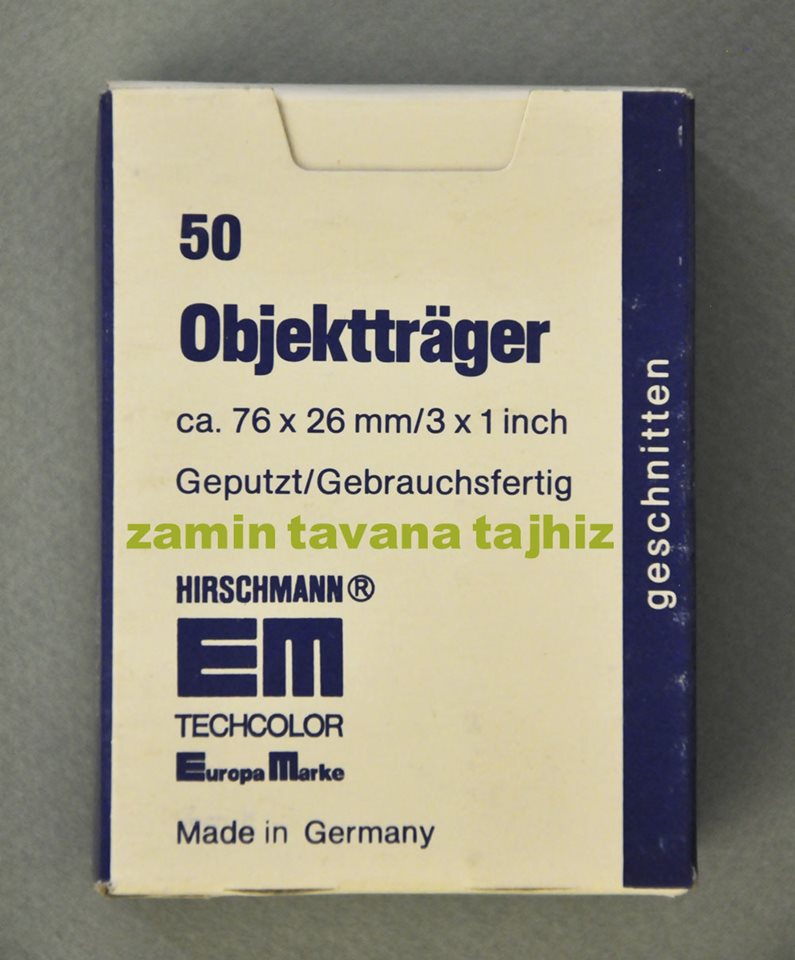 50
Objektträger
ca. 76 x 26 mm/3 x 1 inch
Geputzt/Gebrauchsfertig
zamin tavana tajhiz
HIRSCHMANN®
EM
TECHCOLOR
Europa Marke
Made in Germany
geschnitten